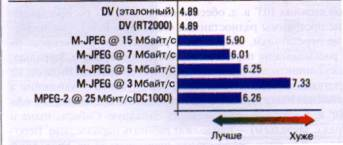 DV (эталонный) 4.89
DV (RT2000) 4.89
M-JPEG @ 15 Мбайт/с 5.90
M-JPEG @ 7 Мбайт/с 6.01
M-JPEG @ 5 Мбайт/с 6.25
M-JPEG @ 3 Мбайт/с 7.33
MPEG-2 @ 25 Мбит/с(DC1000) 6.26
Лучше Хуже